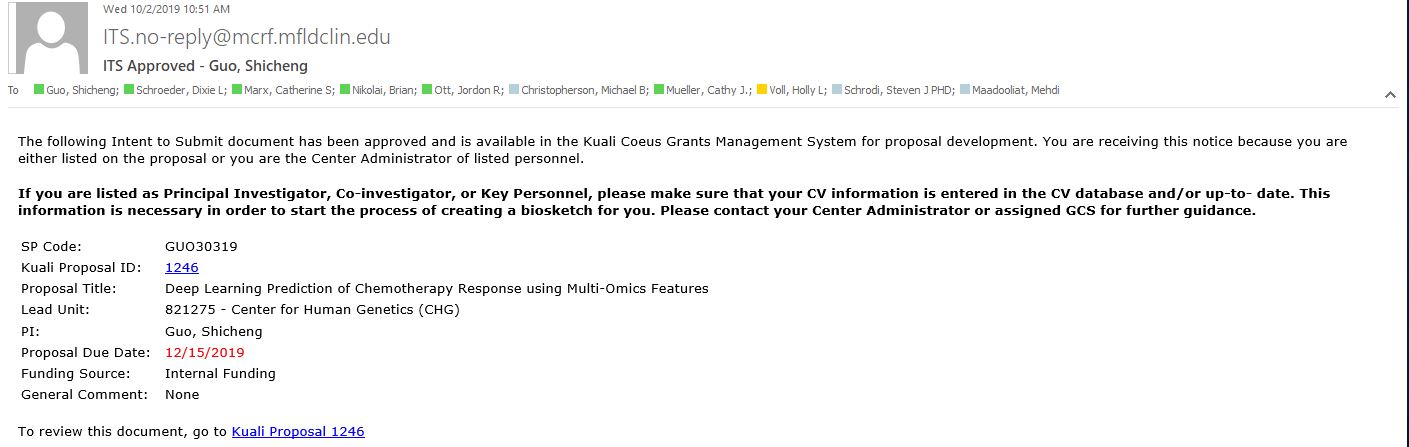 Wed 10/2/2019 10:51 AM
ITS.no-reply@mcrf.mfldclin.edu
ITS Approved - Guo, Shicheng
To Guo, Shicheng; Schroeder, Dixie L; Marx, Catherine S; Nikolai, Brian; Ott, Jordon R; Christopherson, Michael B; Mueller, Cathy J.; Voll, Holly L; Schrodi, Steven J PHD; Maadooliat, Mehdi
The following Intent to Submit document has been approved and is available in the Kuali Coeus Grants Management System for proposal development. You are receiving this notice because you are
either listed on the proposal or you are the Center Administrator of listed personnel.
If you are listed as Principal Investigator, Co-investigator, or Key Personnel, please make sure that your CV information is entered in the CV database and/or up-to- date. This
information is necessary in order to start the process of creating a biosketch for you. Please contact your Center Administrator or assigned GCS for further guidance.
SP Code: GUO30319
Kuali Proposal ID: 1246
Proposal Title: Deep Learning Prediction of Chemotherapy Response using Multi-Omics Features
Lead Unit: 821275 - Center for Human Genetics (CHG)
PI: Guo, Shicheng
Proposal Due Date: 12/15/2019
Funding Source: Internal Funding
General Comment: None
To review this document, go to Kuali Proposal 1246